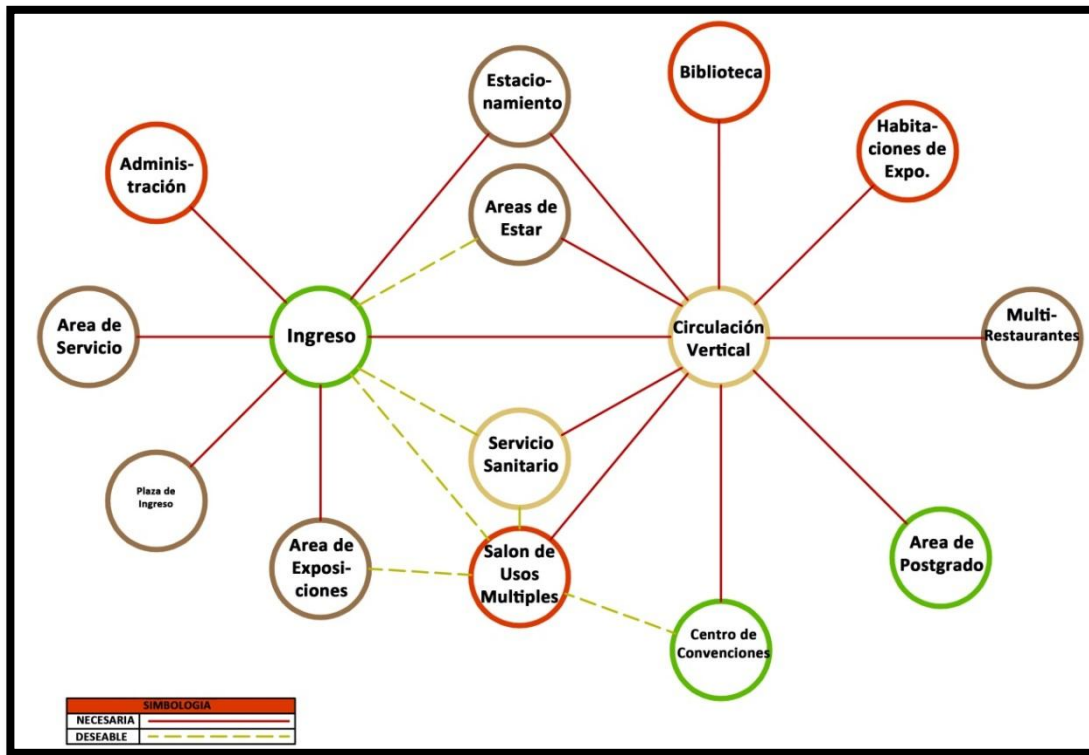 Biblioteca
Estacio-
namiento
Habita-
ciones de
Expo.
Adminis-
tración
Areas de
Estar
Area de
Servicio
Ingreso
Circulación
Vertical
Multi-
Restaurantes
Servicio
Sanitario
Plaza de
Ingreso
Area de
Exposi-
ciones
Salon de
Usos
Multiples
Area de
Postgrado
Centro de
Convenciones
SIMBOLOGIA
NECESARIA
DESEABLE